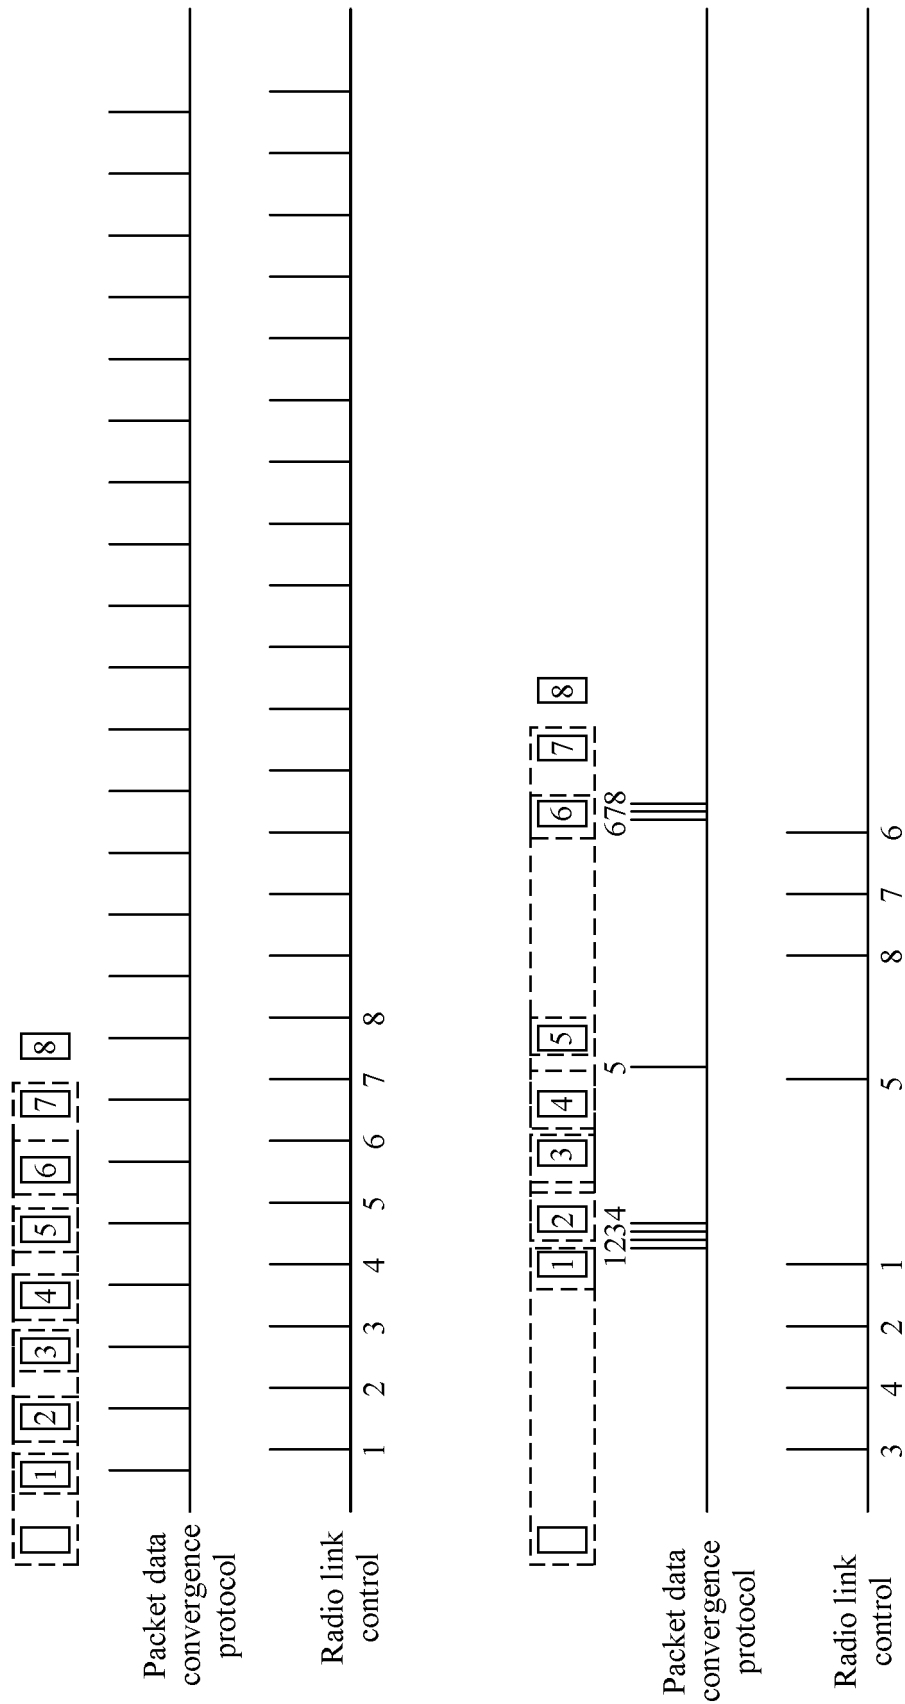 1 2 3 4 5 6 7 8
Packet data
convergence
protocol
Radio link
control
1 2 3 4 5 6 7 8
1 2 3 4 5 6 7 8
1234 5 678
Packet data
convergence
protocol
Radio link
control
3 4 2 1 5 8 7 6